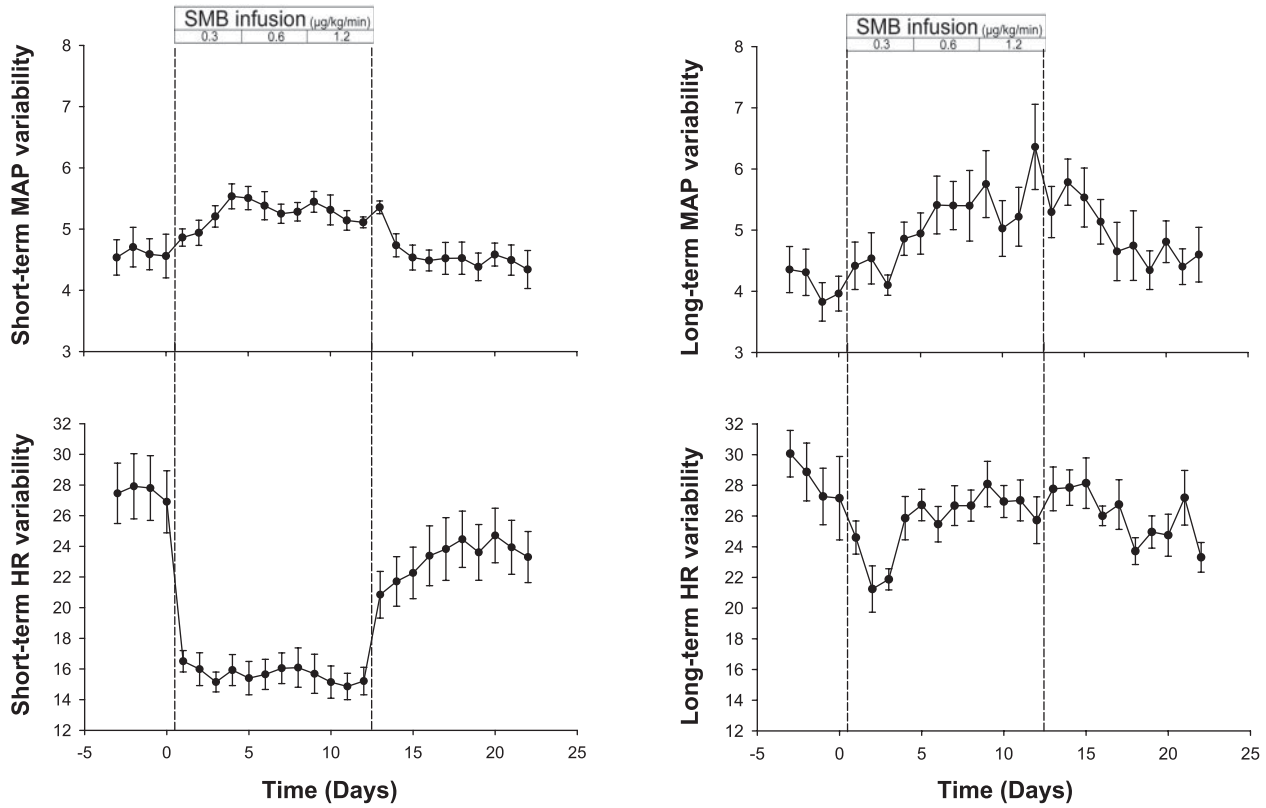 SMB infusion (µg/kg/min)
0.3 0.6 1.2
Short-term MAP variability
8
7
6
5
4
3
SMB infusion (µg/kg/min)
0.3 0.6 1.2
Long-term MAP variability
8
7
6
5
4
3
Short-term HR variability
32
30
28
26
24
22
20
18
16
14
12
-5 0 5 10 15 20 25
Time (Days)
Long-term HR variability
32
30
28
26
24
22
20
18
16
14
12
-5 0 5 10 15 20 25
Time (Days)